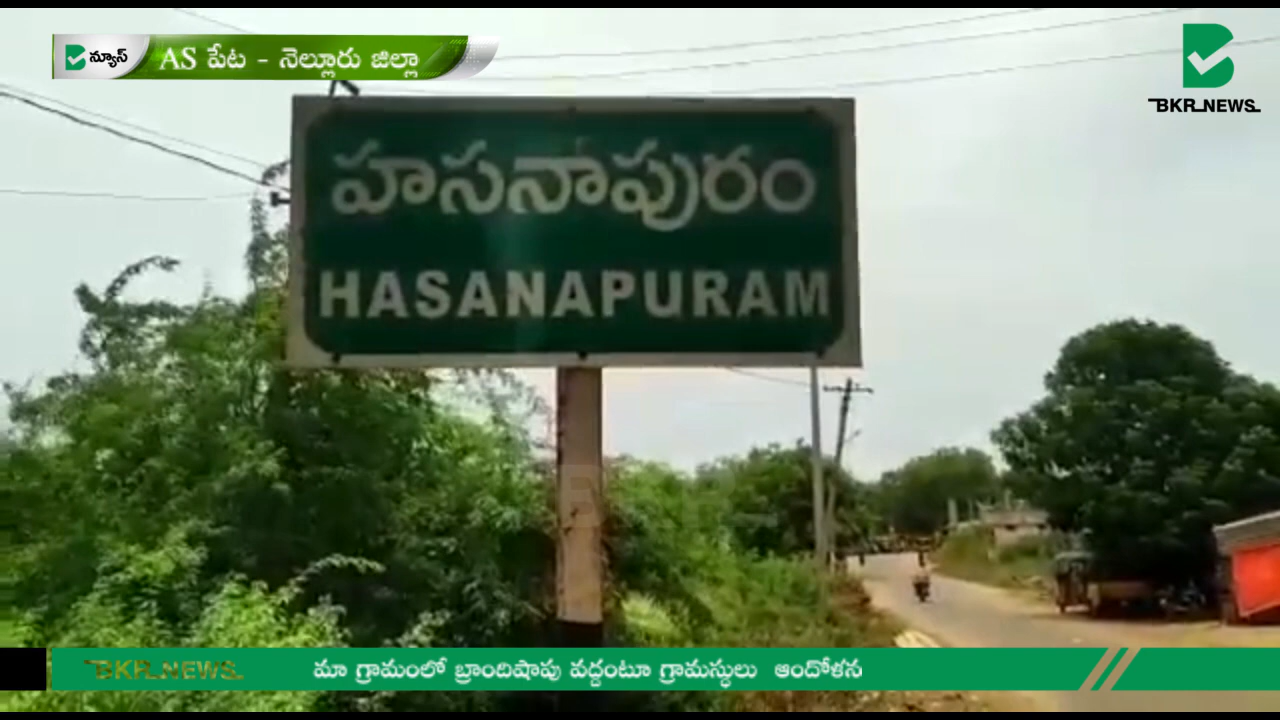 న్యూస్ AS పేట - నెల్లూరు జిల్లా
BKR NEWS
హసనాపురం
HASANAPURAM
BKR NEWS మా గ్రామంలో బ్రాందిషాపు వద్దంటూ గ్రామస్ధులు ఆందోళన